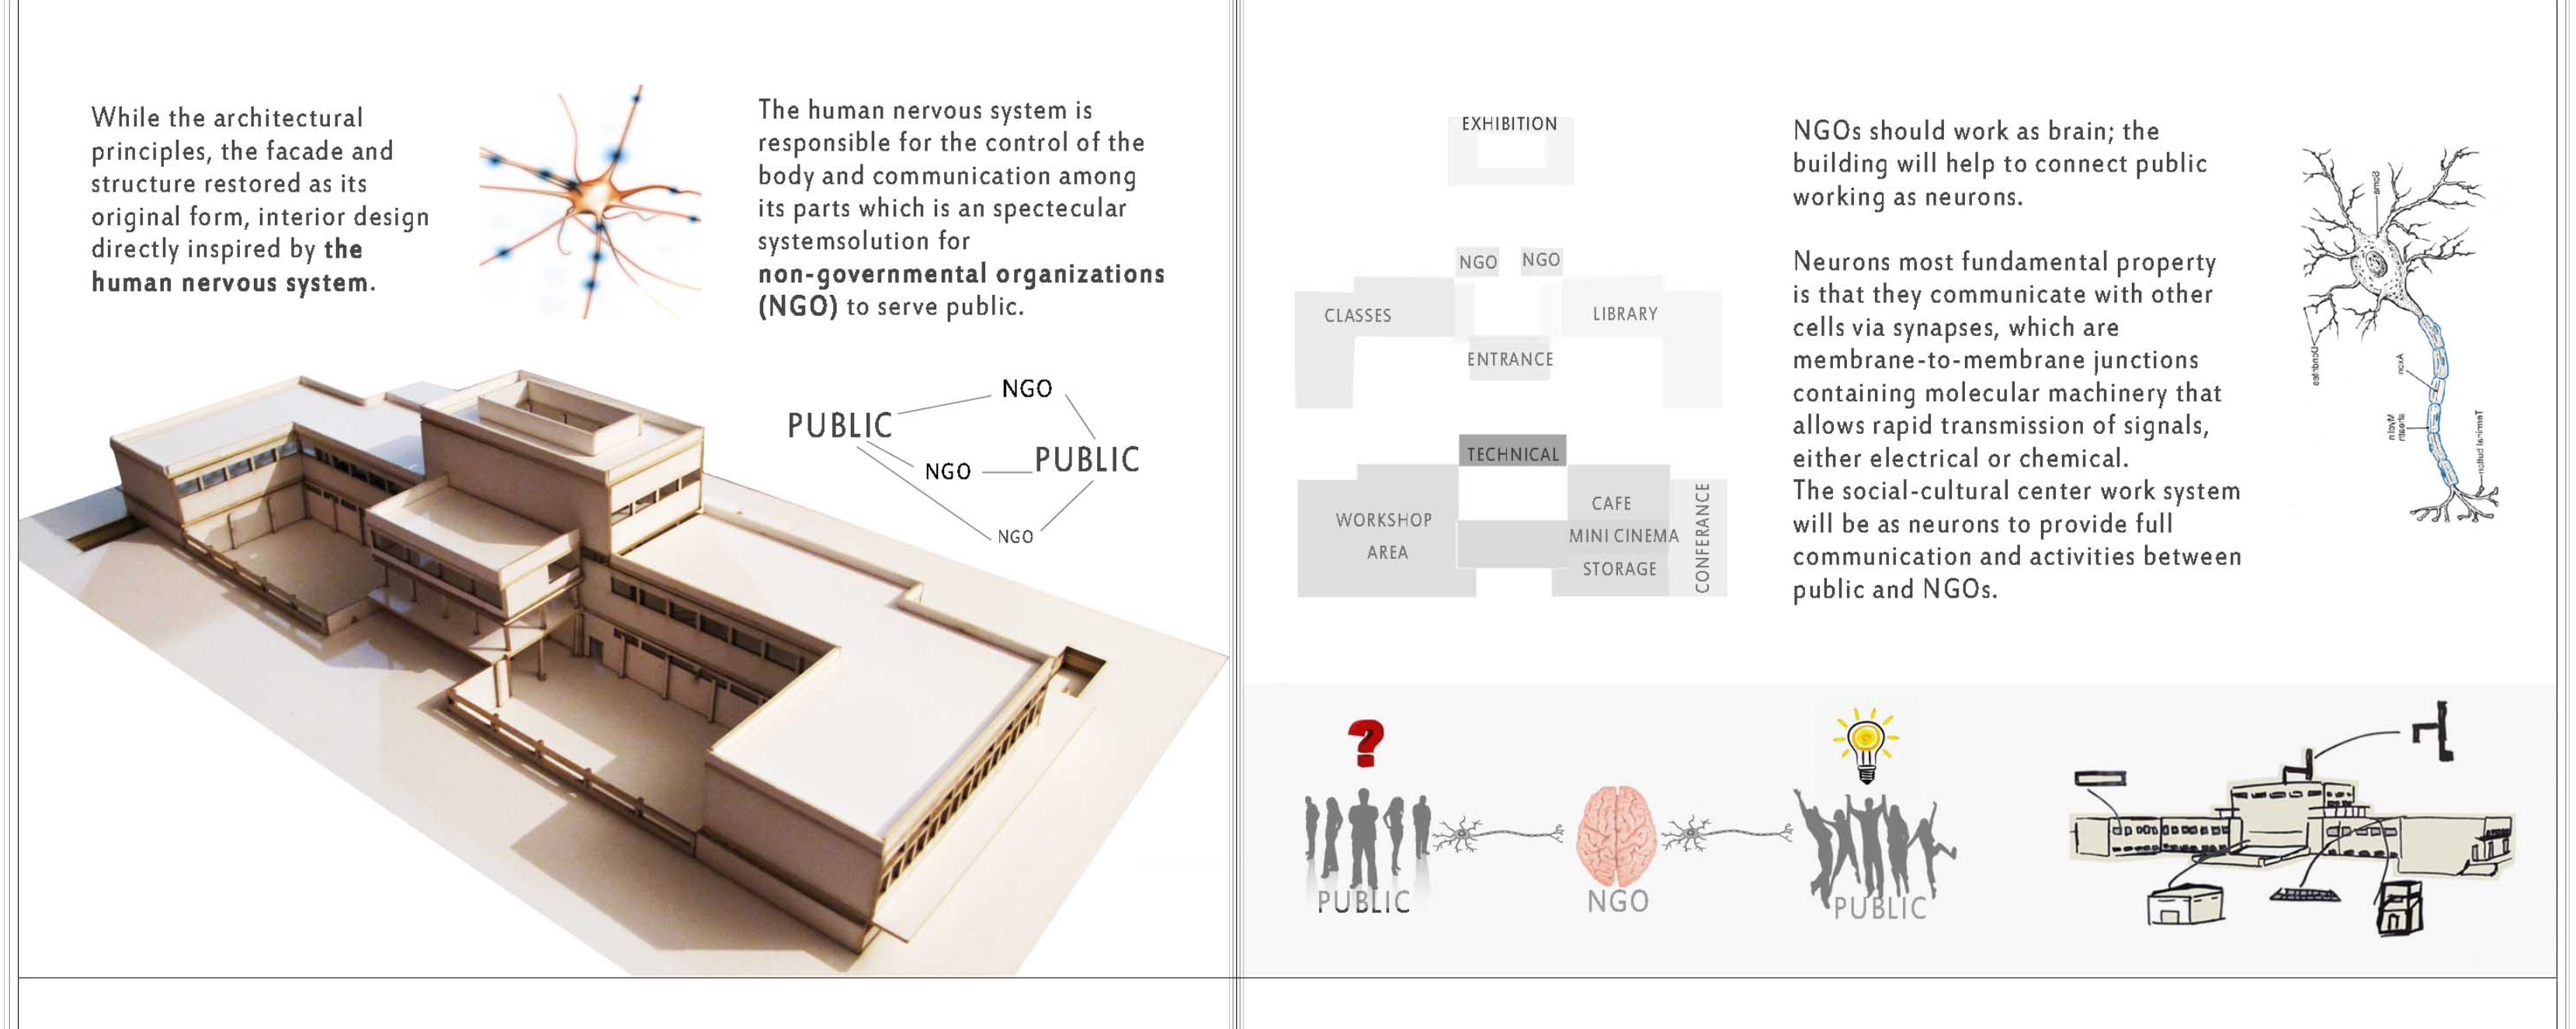 While the architectural
principles, the facade and
structure restored as its
original form, interior design
directly inspired by the
human nervous system.
The human nervous system is
responsible for the control of the
body and communication among
its parts which is an spectecular
systemsolution for
non-governmental organizations
(NGO) to serve public.
NGO
PUBLIC
PUBLIC
NGO
NGO
EXHIBITION
NGO NGO
CLASSES
LIBRARY
ENTRANCE
TECHNICAL
WORKSHOP
AREA
CAFE
MINI CINEMA
STORAGE
CONFERANCE
NGOs should work as brain; the
building will help to connect public
working as neurons.
Neurons most fundamental property
is that they communicate with other
cells via synapses, which are
membrane-to-membrane junctions
containing molecular machinery that
allows rapid transmission of signals,
either electrical or chemical.
The social-cultural center work system
will be as neurons to provide full
communication and activities between
public and NGOs.
Soma
Dendrites
Axon
Myelin
sheath
Terminal button
?
PUBLIC
NGO
PUBLIC